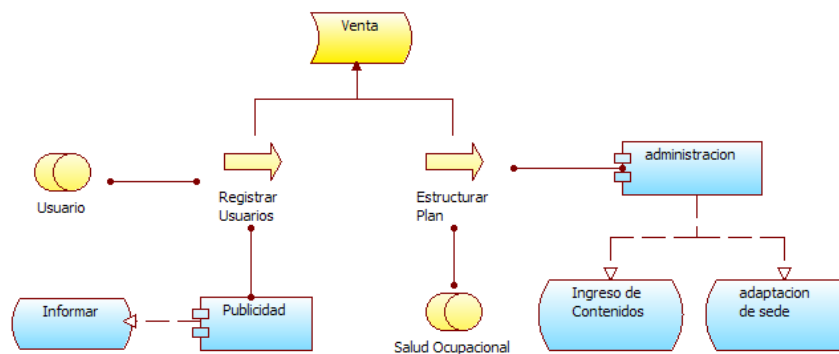 Venta
Usuario
Registrar
Usuarios
Estructurar
Plan
administracion
Informar
Publicidad
Salud Ocupacional
Ingreso de
Contenidos
adaptacion
de sede